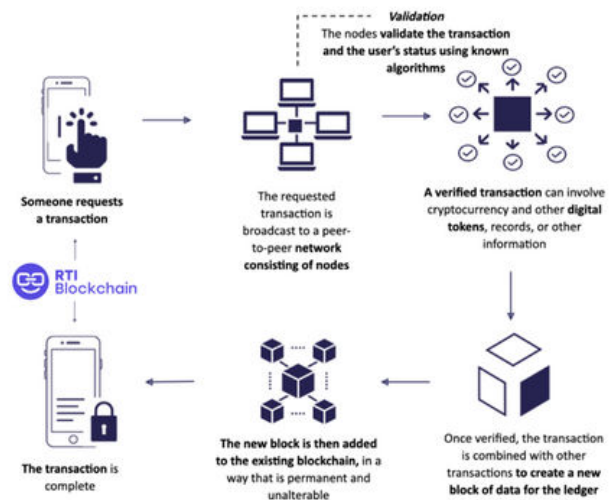 Validation
The nodes validate the transaction
and the user's status using known
algorithms
Someone requests
a transaction
The requested
transaction is
broadcast to a peer-
to-peer network
consisting of nodes
A verified transaction can involve
cryptocurrency and other digital
tokens, records, or other
information
RTI
Blockchain
Once verified, the transaction
is combined with other
transactions to create a new
block of data for the ledger
The new block is then added
to the existing blockchain, in a
way that is permanent and
unalterable
The transaction is
complete